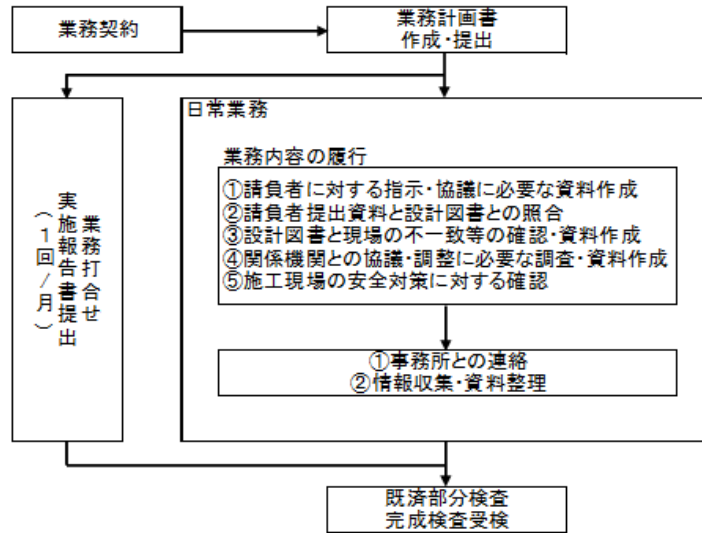 業務契約
業務計画書
作成・提出
業務打合せ
実施報告書提出
（1回/月）
日常業務
業務内容の履行
①請負者に対する指示・協議に必要な資料作成
②請負者提出資料と設計図書との照合
③設計図書と現場の不一致等の確認・資料作成
④関係機関との協議・調整に必要な調査・資料作成
⑤施工現場の安全対策に対する確認
①事務所との連絡
②情報収集・資料整理
既済部分検査
完成検査受検